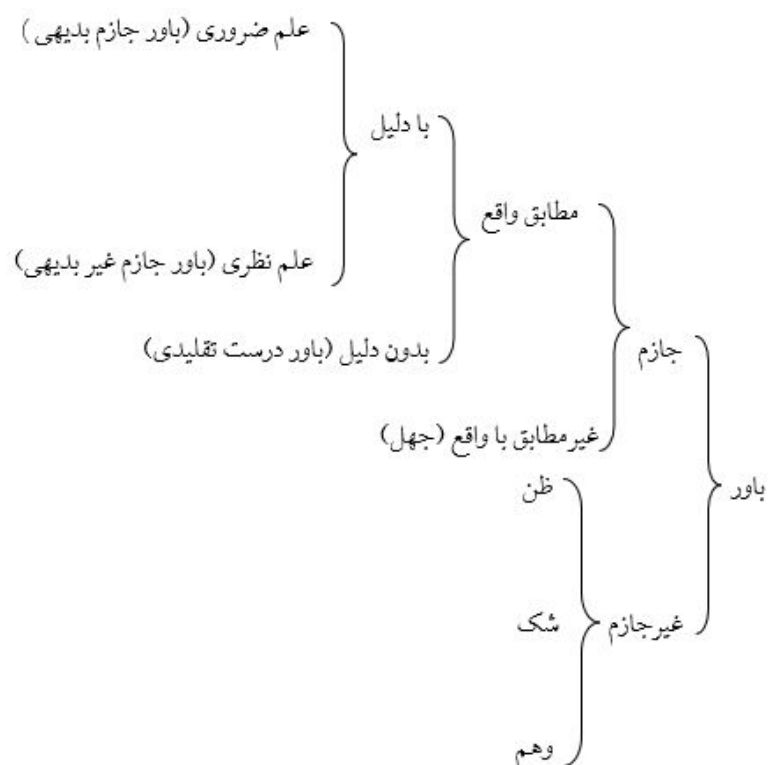 علم ضروری (باور جازم بدیهی )
با دلیل
مطابق واقع
علم نظری (باور جازم غیر بدیهی)
بدون دلیل (باور درست تقلیدی)
جازم
غیرمطابق با واقع (جهل)
باور
ظن
غیرجازم
شک
وهم